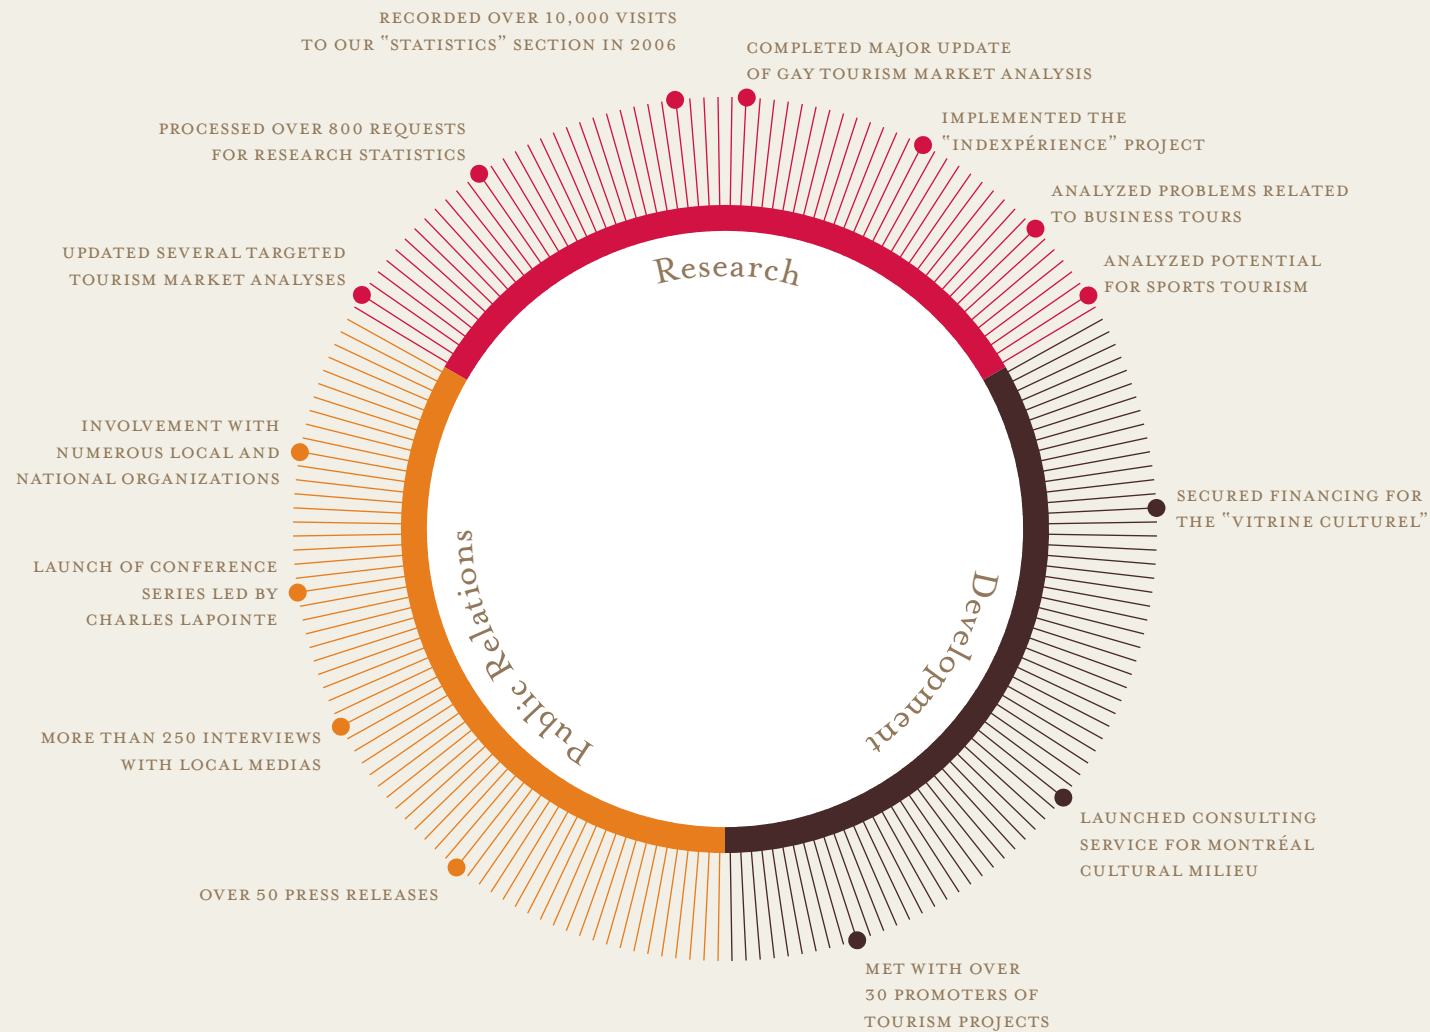 RECORDED OVER 10,000 VISITS
TO OUR “STATISTICS” SECTION IN 2006
COMPLETED MAJOR UPDATE
OF GAY TOURISM MARKET ANALYSIS
IMPLEMENTED THE
“INDEXPÉRIENCE” PROJECT
PROCESSED OVER 800 REQUESTS
FOR RESEARCH STATISTICS
ANALYZED PROBLEMS RELATED
TO BUSINESS TOURS
UPDATED SEVERAL TARGETED
TOURISM MARKET ANALYSES
ANALYZED POTENTIAL
FOR SPORTS TOURISM
Research
INVOLVEMENT WITH
NUMEROUS LOCAL AND
NATIONAL ORGANIZATIONS
SECURED FINANCING FOR
THE “VITRINE CULTUREL”
LAUNCH OF CONFERENCE
SERIES LED BY
CHARLES LAPOINTE
Public Relations
Development
MORE THAN 250 INTERVIEWS
WITH LOCAL MEDIAS
LAUNCHED CONSULTING
SERVICE FOR MONTRÉAL
CULTURAL MILIEU
OVER 50 PRESS RELEASES
MET WITH OVER
30 PROMOTERS OF
TOURISM PROJECTS